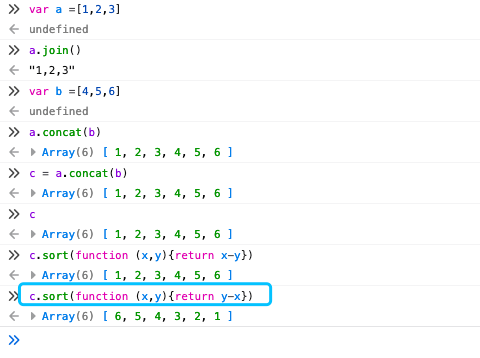 var a =[1,2,3]
undefined
a.join()
"1,2,3"
var b =[4,5,6]
undefined
a.concat(b)
Array(6) [ 1, 2, 3, 4, 5, 6 ]
c = a.concat(b)
Array(6) [ 1, 2, 3, 4, 5, 6 ]
c
Array(6) [ 1, 2, 3, 4, 5, 6 ]
c.sort(function (x,y){return x-y})
Array(6) [ 1, 2, 3, 4, 5, 6 ]
c.sort(function (x,y){return y-x})
Array(6) [ 6, 5, 4, 3, 2, 1 ]